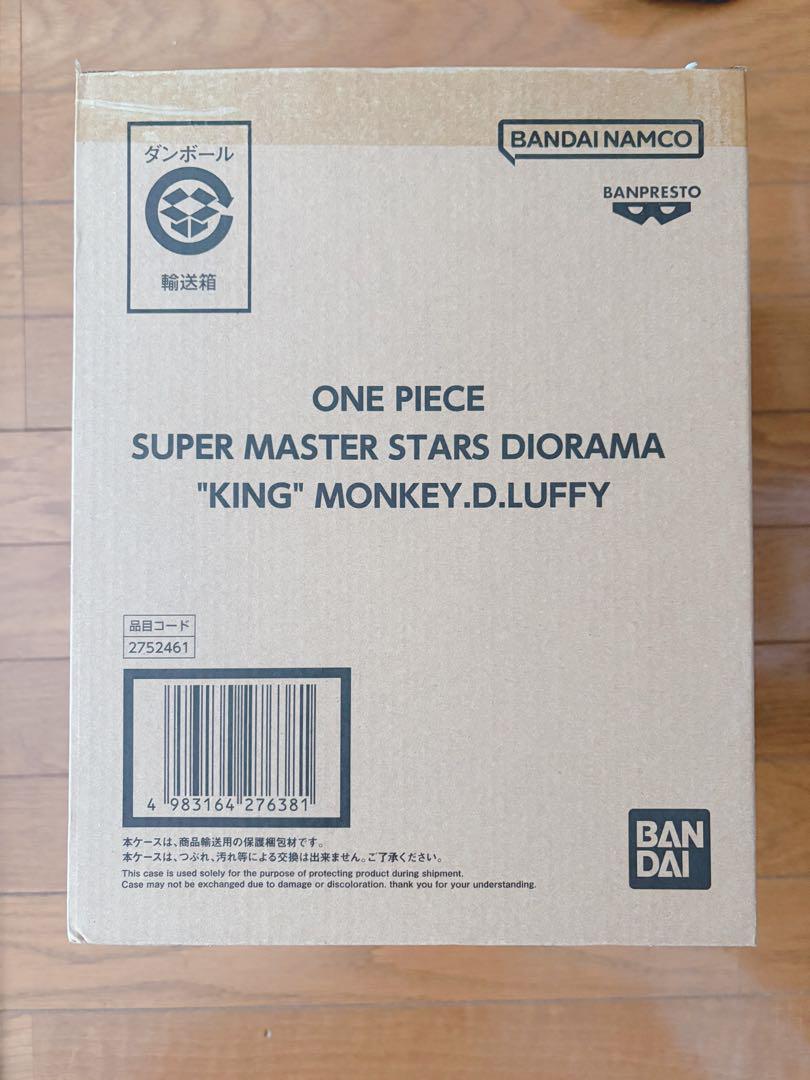 ダンボール
輸送箱
BANDAI NAMCO
BANPRESTO
ONE PIECE
SUPER MASTER STARS DIORAMA
"KING" MONKEY.D.LUFFY
品目コード
2752461
4 983164 276381
本ケースは、商品輸送用の保護梱包材です。
本ケースは、つぶれ、汚れ等による交換は出来ません。ご了承ください。
This case is used solely for the purpose of protecting product during shipment.
Case may not be exchanged due to damage or discoloration. thank you for your understanding.
BAN
DAI